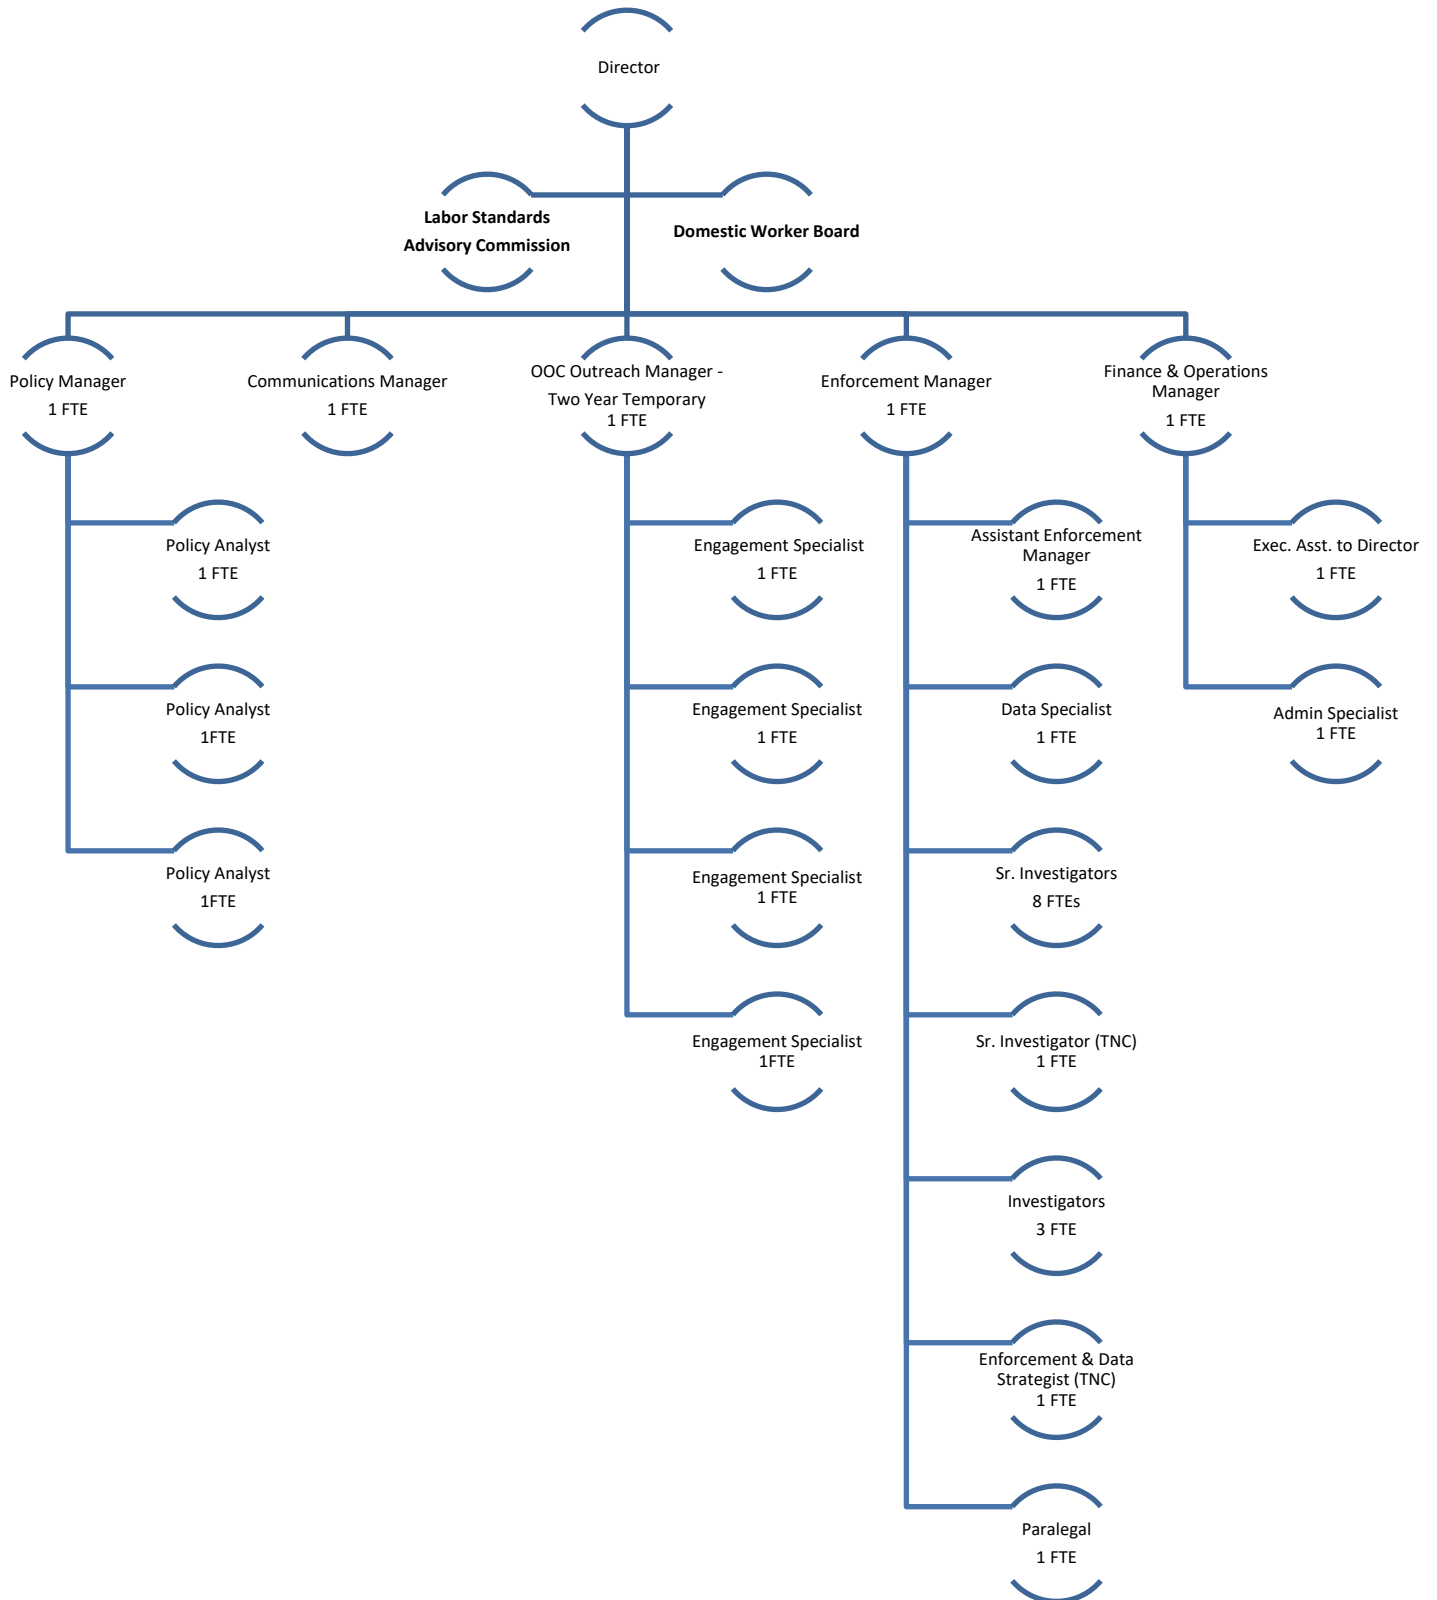 Director
Labor Standards
Advisory Commission
Domestic Worker Board
Policy Manager
1 FTE
Communications Manager
1 FTE
OOC Outreach Manager -
Two Year Temporary
1 FTE
Enforcement Manager
1 FTE
Finance & Operations
Manager
1 FTE
Policy Analyst
1 FTE
Policy Analyst
1FTE
Policy Analyst
1FTE
Engagement Specialist
1 FTE
Engagement Specialist
1 FTE
Engagement Specialist
1 FTE
Engagement Specialist
1FTE
Assistant Enforcement
Manager
1 FTE
Data Specialist
1 FTE
Sr. Investigators
8 FTEs
Sr. Investigator (TNC)
1 FTE
Investigators
3 FTE
Enforcement & Data
Strategist (TNC)
1 FTE
Paralegal
1 FTE
Exec. Asst. to Director
1 FTE
Admin Specialist
1 FTE